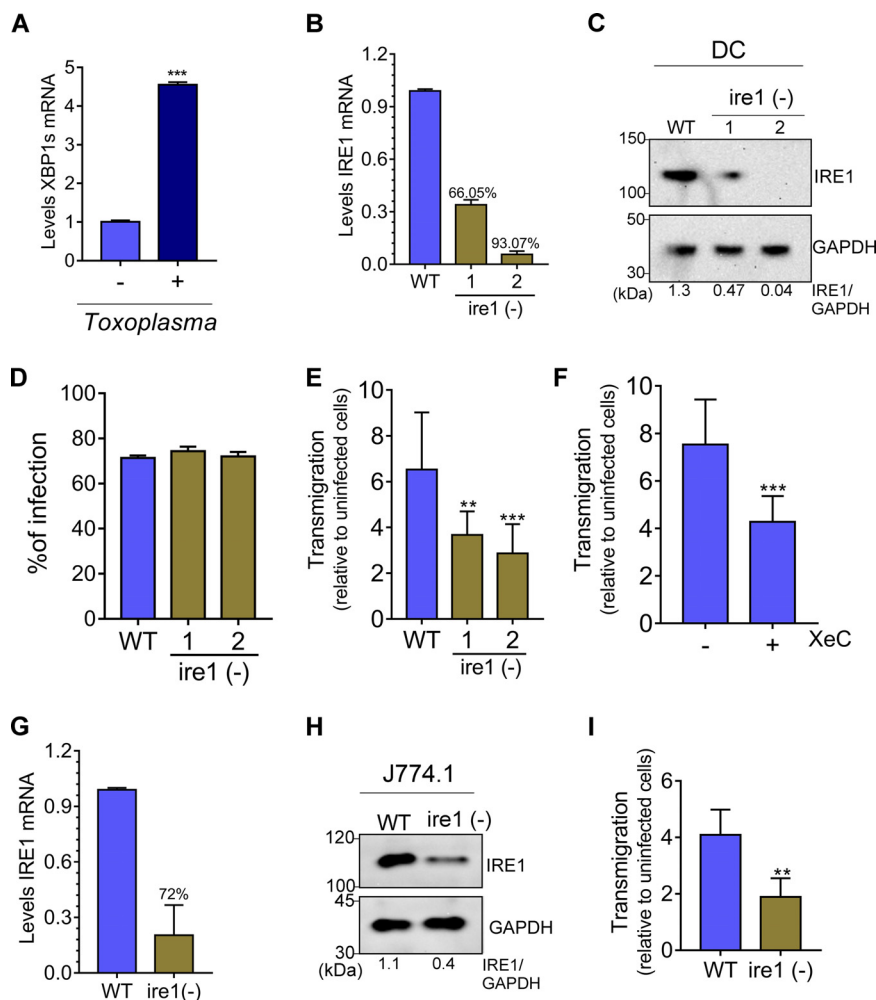 A
Levels XBP1s mRNA
5
4
3
2
1
0
***
- +
Toxoplasma
B
Levels IRE1 mRNA
1.2
0.9
0.6
0.3
0.0
66.05%
93.07%
WT 1 2
ire1 (-)
C
DC
ire1 (-)
WT 1 2
150
100
IRE1
50
30
GAPDH
(kDa) 1.3 0.47 0.04 IRE1/
GAPDH
D
%of infection
100
80
60
40
20
0
WT 1 2
ire1 (-)
E
Transmigration
(relative to uninfected cells)
10
8
6
4
2
0
**
***
WT 1 2
ire1 (-)
F
Transmigration
(relative to uninfected cells)
10
8
6
4
2
0
***
- + XeC
G
Levels IRE1 mRNA
1.2
0.9
0.6
0.3
0.0
72%
WT ire1(-)
H
J774.1
WT ire1 (-)
120
100
IRE1
45
30
GAPDH
(kDa) 1.1 0.4 IRE1/
GAPDH
I
Transmigration
(relative to uninfected cells)
6
4
2
0
**
WT ire1 (-)